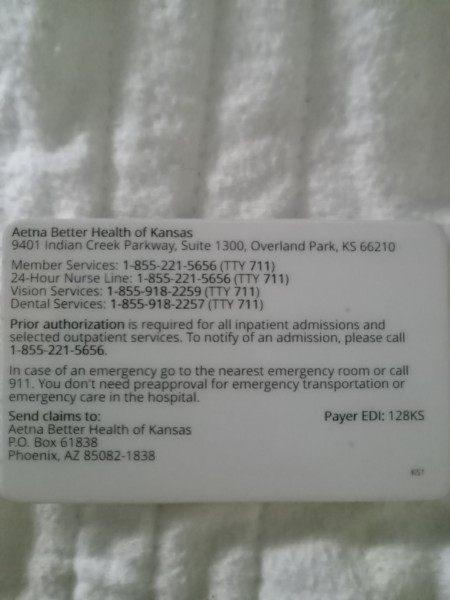 Aetna Better Health of Kansas
9401 Indian Creek Parkway, Suite 1300, Overland Park, KS 66210
Member Services: 1-855-221-5656 (TTY 711)
24-Hour Nurse Line: 1-855-221-5656 (TTY 711)
Vision Services: 1-855-918-2259 (TTY 711)
Dental Services: 1-855-918-2257 (TTY 711)
Prior authorization is required for all inpatient admissions and
selected outpatient services. To notify of an admission, please call
1-855-221-5656.
In case of an emergency go to the nearest emergency room or call
911. You don't need preapproval for emergency transportation or
emergency care in the hospital.
Send claims to: Payer EDI: 128KS
Aetna Better Health of Kansas
P.O. Box 61838
Phoenix, AZ 85082-1838
KS1